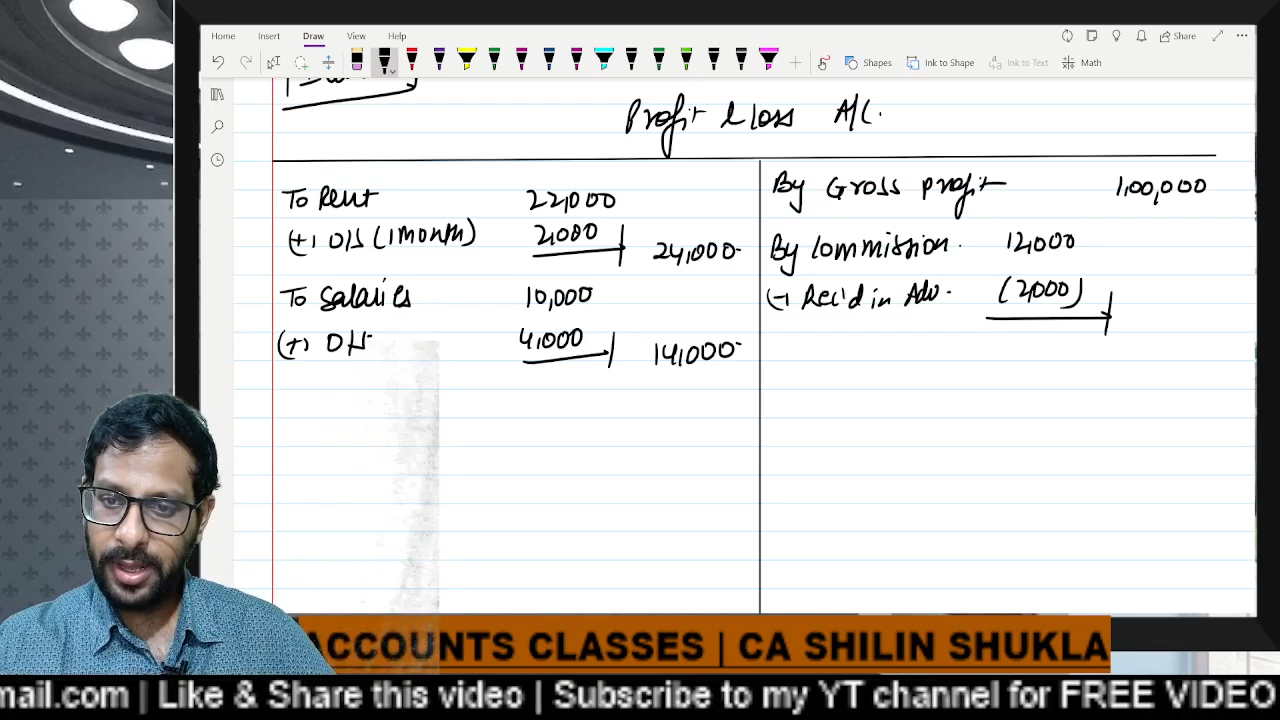 Home Insert Draw View Help
Share
Shapes Ink to Shape Ink to Text Math
Profit & Loss A/C.
To Rent 22,000
(+) O/S (1 Month) 2,000 24,000
To Salaries 10,000
(+) O/S 4,000 14,000
By Gross profit 1,00,000
By Commission. 12,000
(-) Rec'd in Adv. (2,000)
ACCOUNTS CLASSES | CA SHILIN SHUKLA
mail.com | Like & Share this video | Subscribe to my YT channel for FREE VIDEO